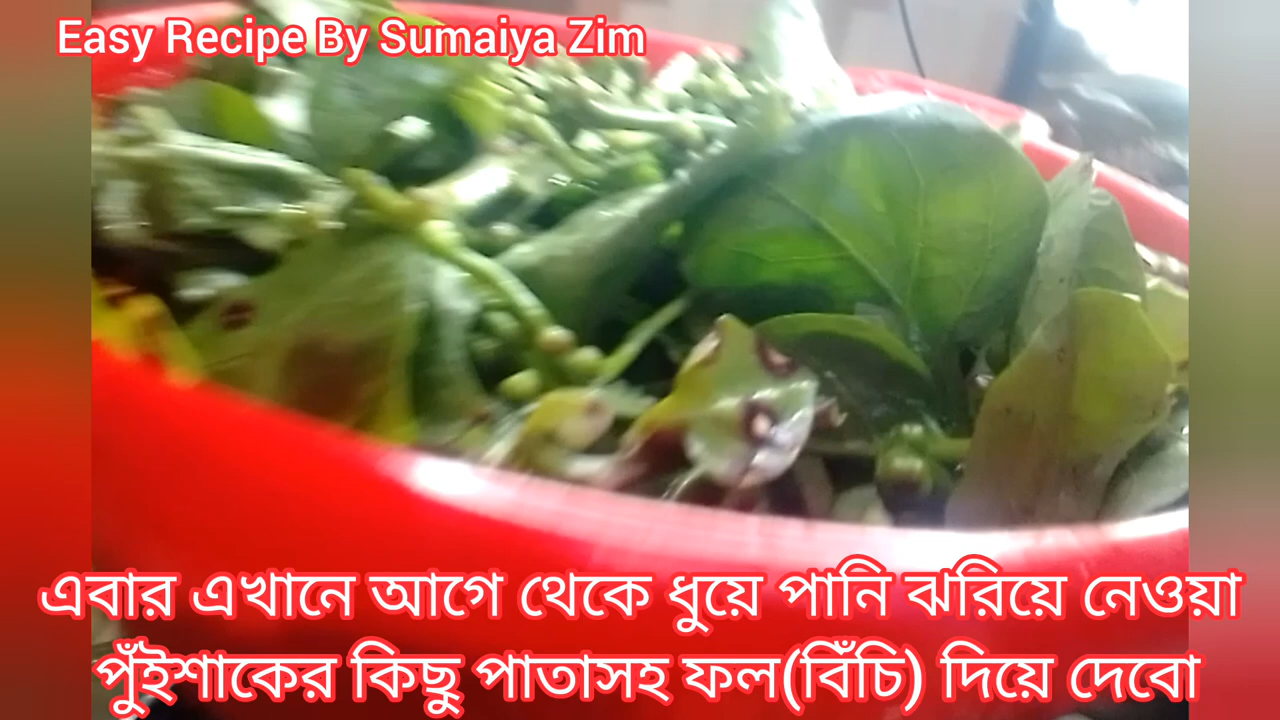 Easy Recipe By Sumaiya Zim
এবার এখানে আগে থেকে ধুয়ে পানি ঝরিয়ে নেওয়া
পুঁইশাকের কিছু পাতাসহ ফল(বিঁচি) দিয়ে দেবো